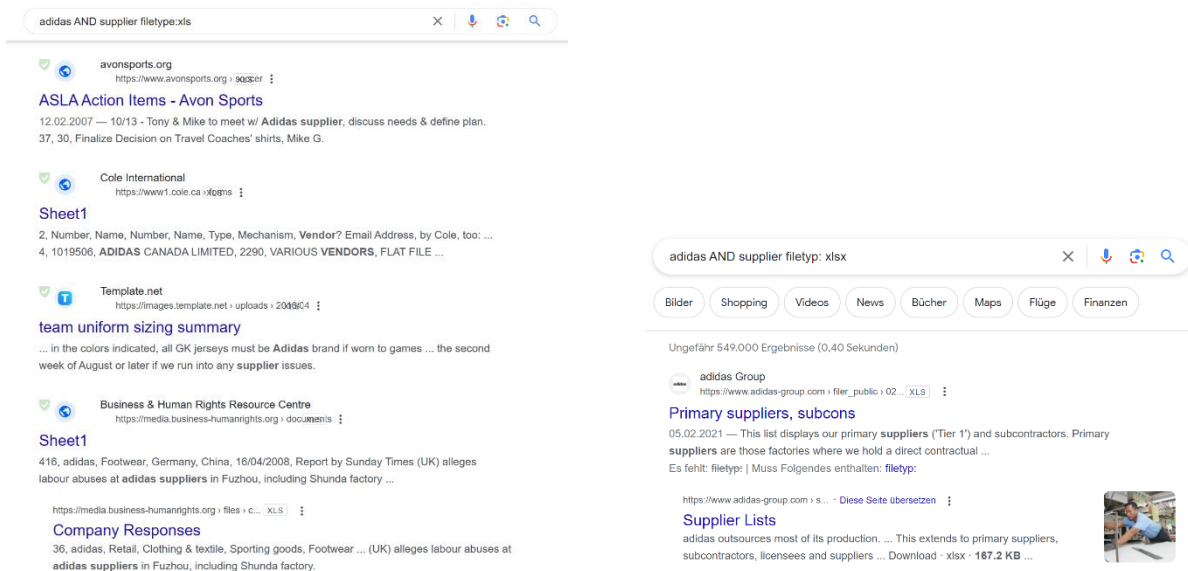 adidas AND supplier filetype:xls
avonsports.org
https://www.avonsports.org › soccer
ASLA Action Items - Avon Sports
12.02.2007 — 10/13 - Tony & Mike to meet w/ Adidas supplier, discuss needs & define plan.
37, 30, Finalize Decision on Travel Coaches' shirts, Mike G.
Cole International
https://www1.cole.ca › forms
Sheet1
2, Number, Name, Number, Name, Type, Mechanism, Vendor? Email Address, by Cole, too: ...
4, 1019506, ADIDAS CANADA LIMITED, 2290, VARIOUS VENDORS, FLAT FILE ...
Template.net
https://images.template.net › uploads › 2016/04
team uniform sizing summary
... in the colors indicated, all GK jerseys must be Adidas brand if worn to games ... the second
week of August or later if we run into any supplier issues.
Business & Human Rights Resource Centre
https://media.business-humanrights.org › documents
Sheet1
416, adidas, Footwear, Germany, China, 16/04/2008, Report by Sunday Times (UK) alleges
labour abuses at adidas suppliers in Fuzhou, including Shunda factory ...
https://media.business-humanrights.org › files › c... XLS
Company Responses
36, adidas, Retail, Clothing & textile, Sporting goods, Footwear ... (UK) alleges labour abuses at
adidas suppliers in Fuzhou, including Shunda factory.
adidas AND supplier filetyp: xlsx
Bilder Shopping Videos News Bücher Maps Flüge Finanzen
Ungefähr 549.000 Ergebnisse (0,40 Sekunden)
adidas Group
https://www.adidas-group.com › filer_public › 02... XLS
Primary suppliers, subcons
05.02.2021 — This list displays our primary suppliers ('Tier 1') and subcontractors. Primary
suppliers are those factories where we hold a direct contractual ...
Es fehlt: filetyp: | Muss Folgendes enthalten: filetyp:
https://www.adidas-group.com › s... · Diese Seite übersetzen
Supplier Lists
adidas outsources most of its production. ... This extends to primary suppliers,
subcontractors, licensees and suppliers ... Download · xlsx · 167.2 KB ...